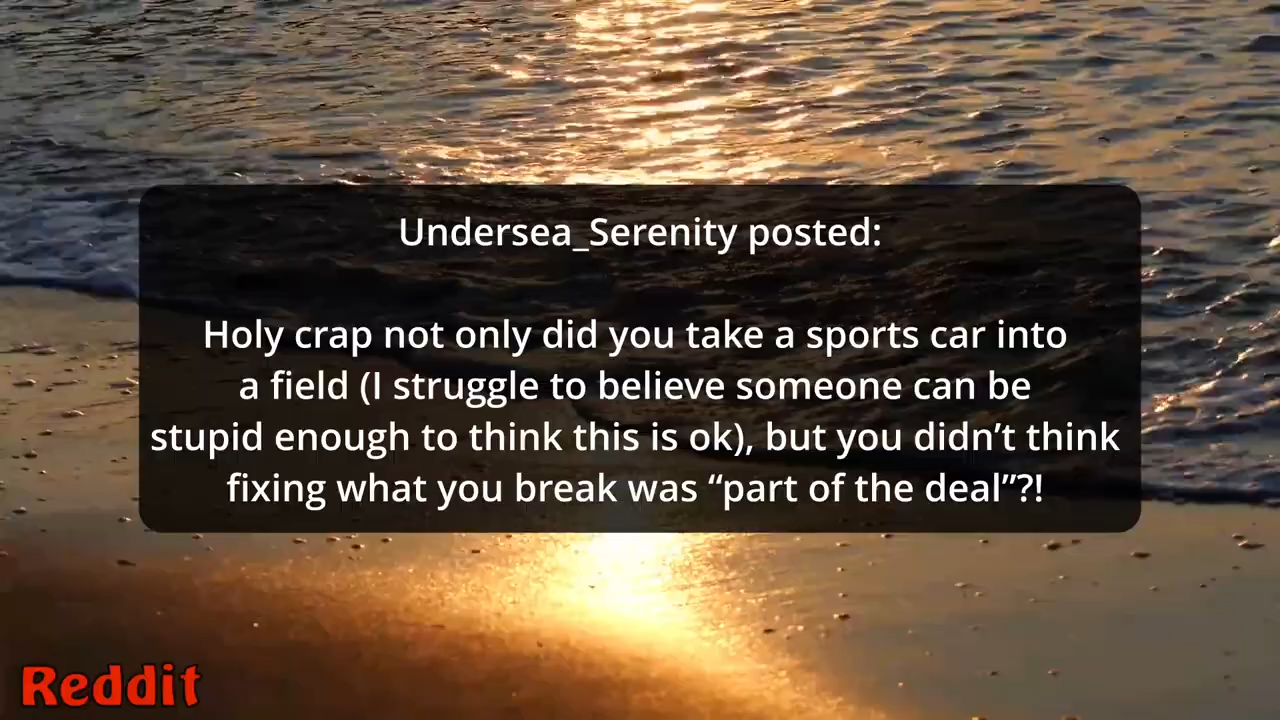 Undersea_Serenity posted:
Holy crap not only did you take a sports car into
a field (I struggle to believe someone can be
stupid enough to think this is ok), but you didn’t think
fixing what you break was “part of the deal”?!
Reddit